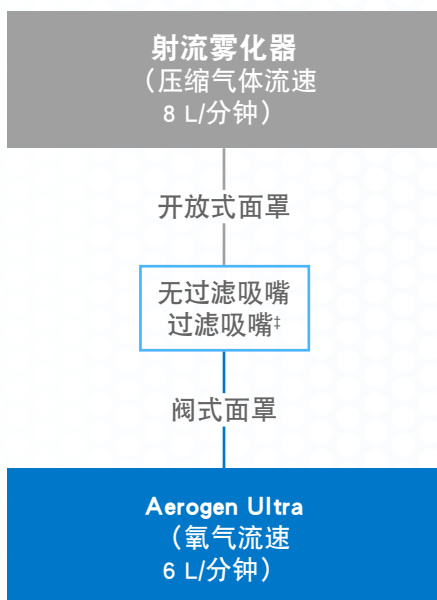 射流雾化器
（压缩气体流速
8 L/分钟）
开放式面罩
无过滤吸嘴
过滤吸嘴‡
阀式面罩
Aerogen Ultra
（氧气流速
6 L/分钟）